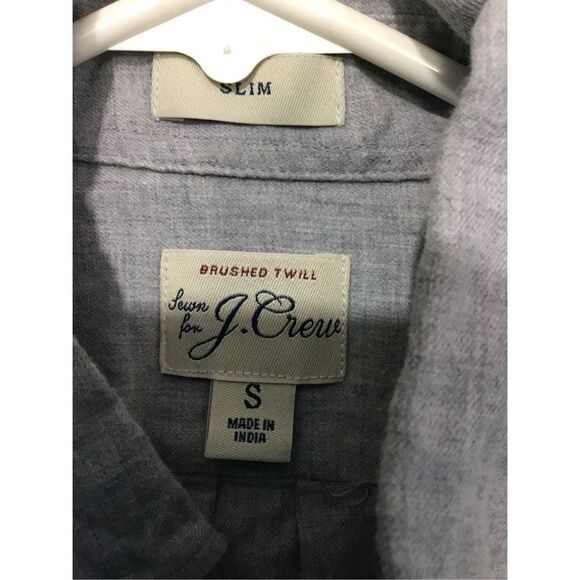 SLIM
BRUSHED TWILL
Sewn
for J.Crew
S
MADE IN
INDIA